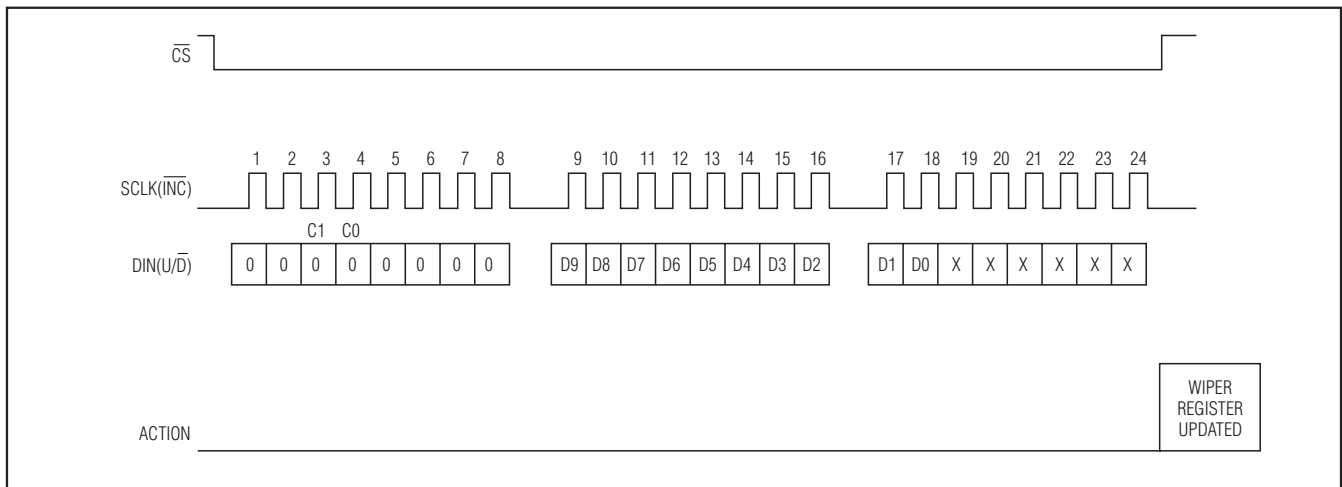 C̅S̅
1 2 3 4 5 6 7 8 9 10 11 12 13 14 15 16 17 18 19 20 21 22 23 24
SCLK(I̅N̅C̅)
C1 C0
DIN(U/D̅) 0 0 0 0 0 0 0 0 D9 D8 D7 D6 D5 D4 D3 D2 D1 D0 X X X X X X
WIPER
REGISTER
UPDATED
ACTION